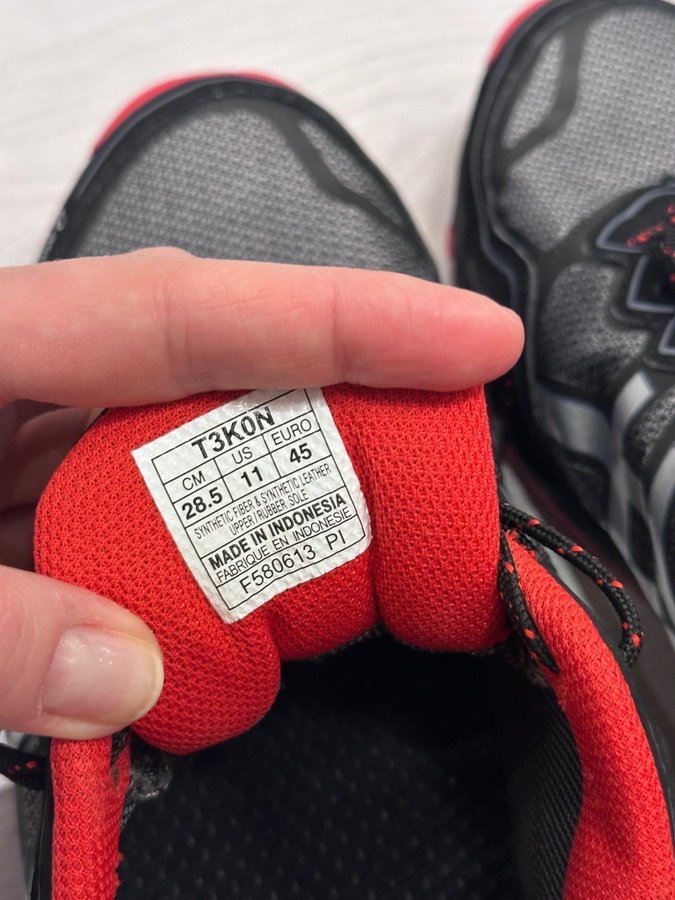 T3K0N
CM US EURO
28.5 11 45
SYNTHETIC FIBER & SYNTHETIC LEATHER
UPPER / RUBBER SOLE
MADE IN INDONESIA
FABRIQUE EN INDONESIE
F580613 PI